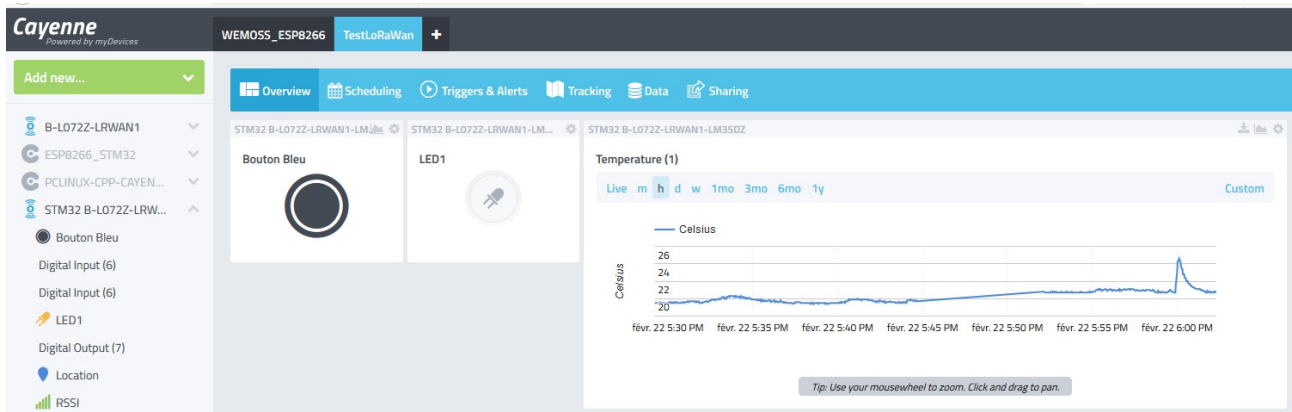 Cayenne
Powered by myDevices
WEMOSS_ESP8266 TestLoRaWan +
Add new...
Overview Scheduling Triggers & Alerts Tracking Data Sharing
B-L072Z-LRWAN1
ESP8266_STM32
PCLINUX-CPP-CAYEN...
STM32 B-L072Z-LRW...
Bouton Bleu
Digital Input (6)
Digital Input (6)
LED1
Digital Output (7)
Location
RSSI
STM32 B-L072Z-LRWAN1-LM...
Bouton Bleu
STM32 B-L072Z-LRWAN1-LM...
LED1
STM32 B-L072Z-LRWAN1-LM35DZ
Temperature (1)
Live m h d w 1mo 3mo 6mo 1y Custom
Celsius
Celsius
26
24
22
20
févr. 22 5:30 PM févr. 22 5:35 PM févr. 22 5:40 PM févr. 22 5:45 PM févr. 22 5:50 PM févr. 22 5:55 PM févr. 22 6:00 PM
Tip: Use your mousewheel to zoom. Click and drag to pan.